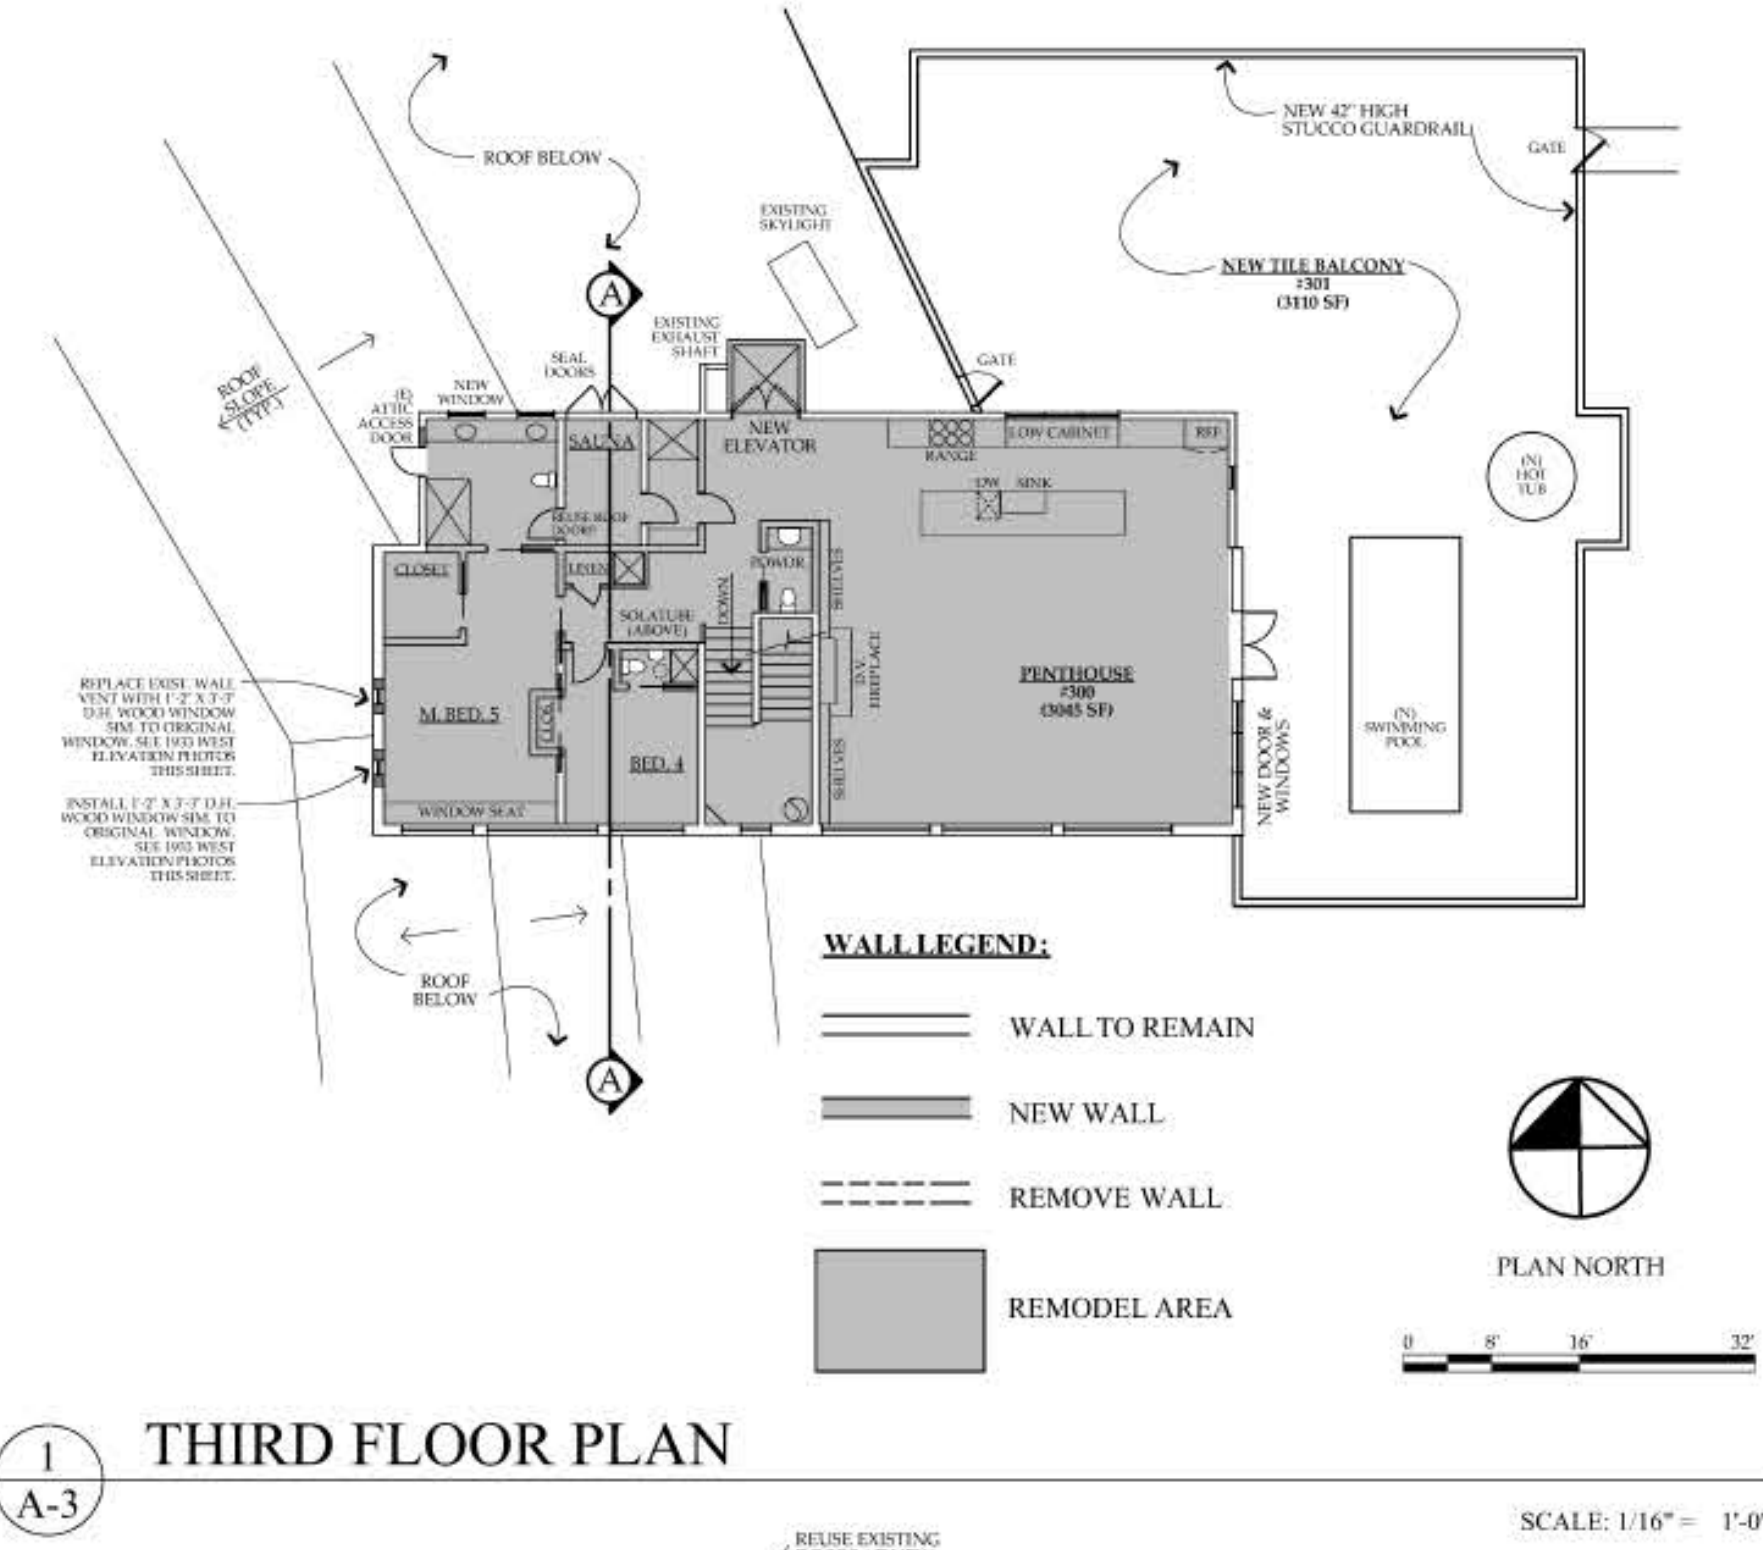 NEW 42" HIGH
STUCCO GUARDRAIL
GATE
ROOF BELOW
EXISTING
SKYLIGHT
NEW TILE BALCONY
#301
(3110 SF)
A
EXISTING
EXHAUST
SHAFT
SEAL
DOORS
GATE
ROOF
SLOPE
(TYP.)
NEW
WINDOW
(E)
ATTIC
ACCESS
DOOR
SAUNA
NEW
ELEVATOR
RANGE
LOW CABINET
REF.
DW
SINK
(N)
HOT
TUB
REUSE ROOF
DOORS
CLOSET
LINEN
POWDR.
SHELVES
DOWN
SOLATUBE
(ABOVE)
D.V.
FIREPLACE
PENTHOUSE
#300
(3045 SF)
REPLACE EXIST. WALL
VENT WITH 1'-2" X 3'-3"
D.H. WOOD WINDOW
SIM. TO ORIGINAL
WINDOW. SEE 1933 WEST
ELEVATION PHOTOS
THIS SHEET.
M. BED. 5
CLOS.
BED. 4
SHELVES
NEW DOOR &
WINDOWS
(N)
SWIMMING
POOL
INSTALL 1'-2" X 3'-3" D.H.
WOOD WINDOW SIM. TO
ORIGINAL WINDOW.
SEE 1933 WEST
ELEVATION PHOTOS
THIS SHEET.
WINDOW SEAT
ROOF
BELOW
A
WALL LEGEND:
WALL TO REMAIN
NEW WALL
REMOVE WALL
REMODEL AREA
PLAN NORTH
0 8' 16' 32'
1
A-3
THIRD FLOOR PLAN
SCALE: 1/16" = 1'-0"
REUSE EXISTING